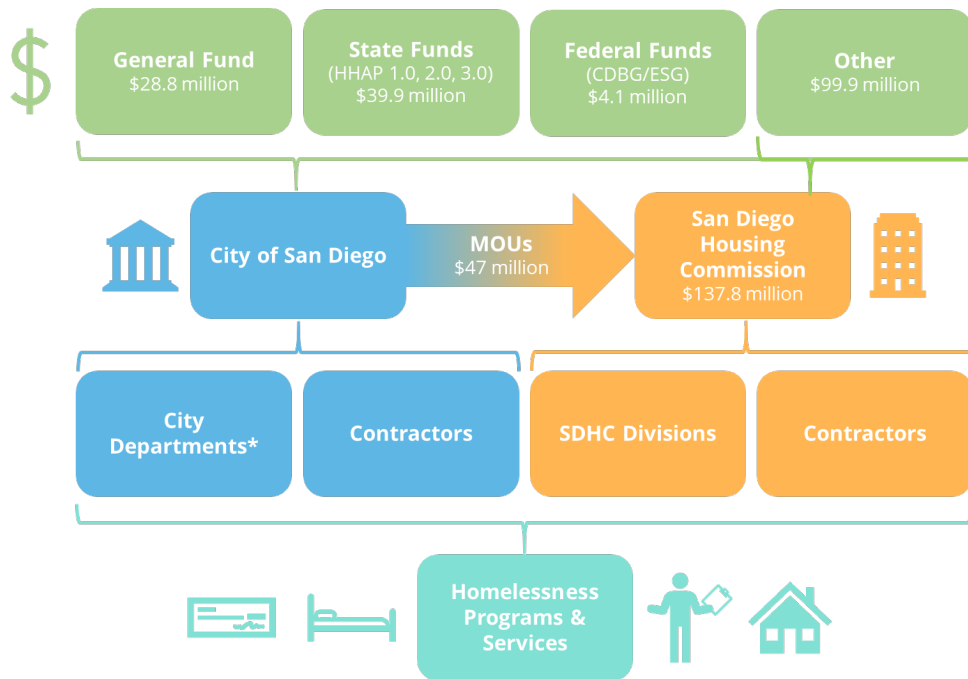 $
General Fund
$28.8 million
State Funds
(HHAP 1.0, 2.0, 3.0)
$39.9 million
Federal Funds
(CDBG/ESG)
$4.1 million
Other
$99.9 million
City of San Diego
MOUs
$47 million
San Diego
Housing
Commission
$137.8 million
City
Departments*
Contractors
SDHC Divisions
Contractors
Homelessness
Programs &
Services